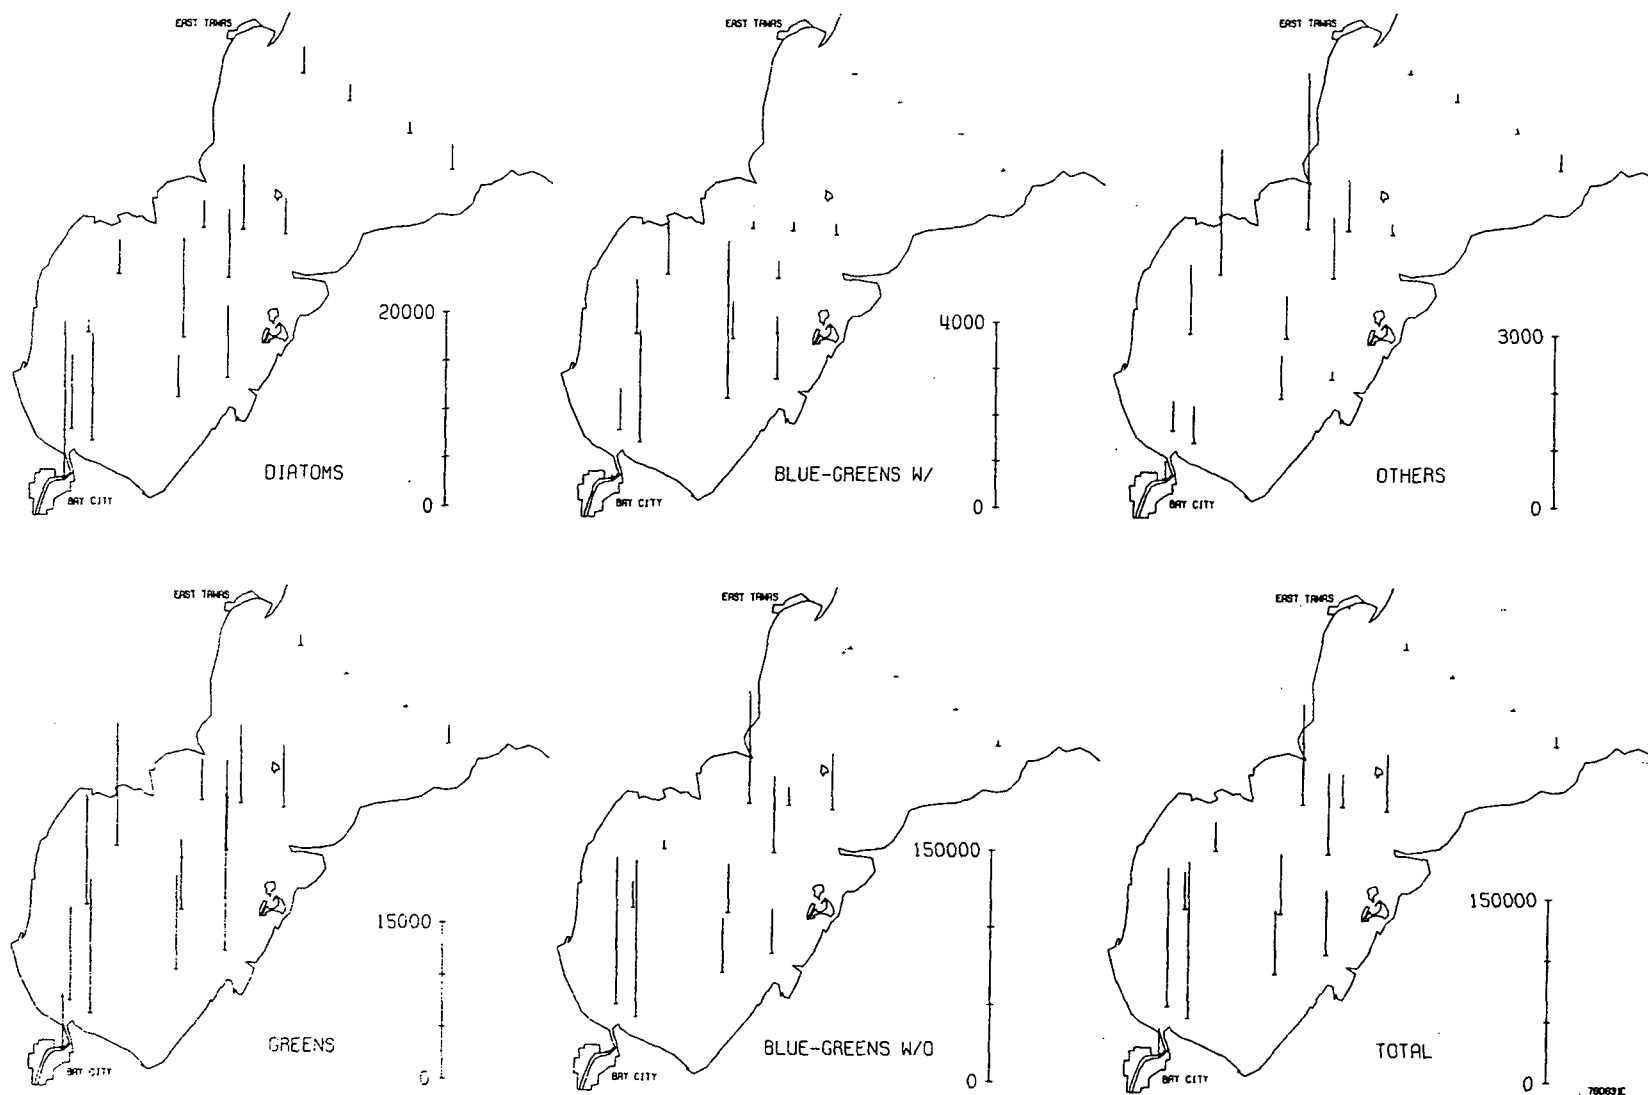 EAST TAWAS
EAST TAWAS
EAST TAWAS
20000
4000
3000
DIATOMS
BLUE-GREENS W/
OTHERS
0
0
0
BAY CITY
BAY CITY
BAY CITY
EAST TAWAS
EAST TAWAS
EAST TAWAS
15000
150000
150000
GREENS
BLUE-GREENS W/O
TOTAL
0
0
0
BAY CITY
BAY CITY
BAY CITY